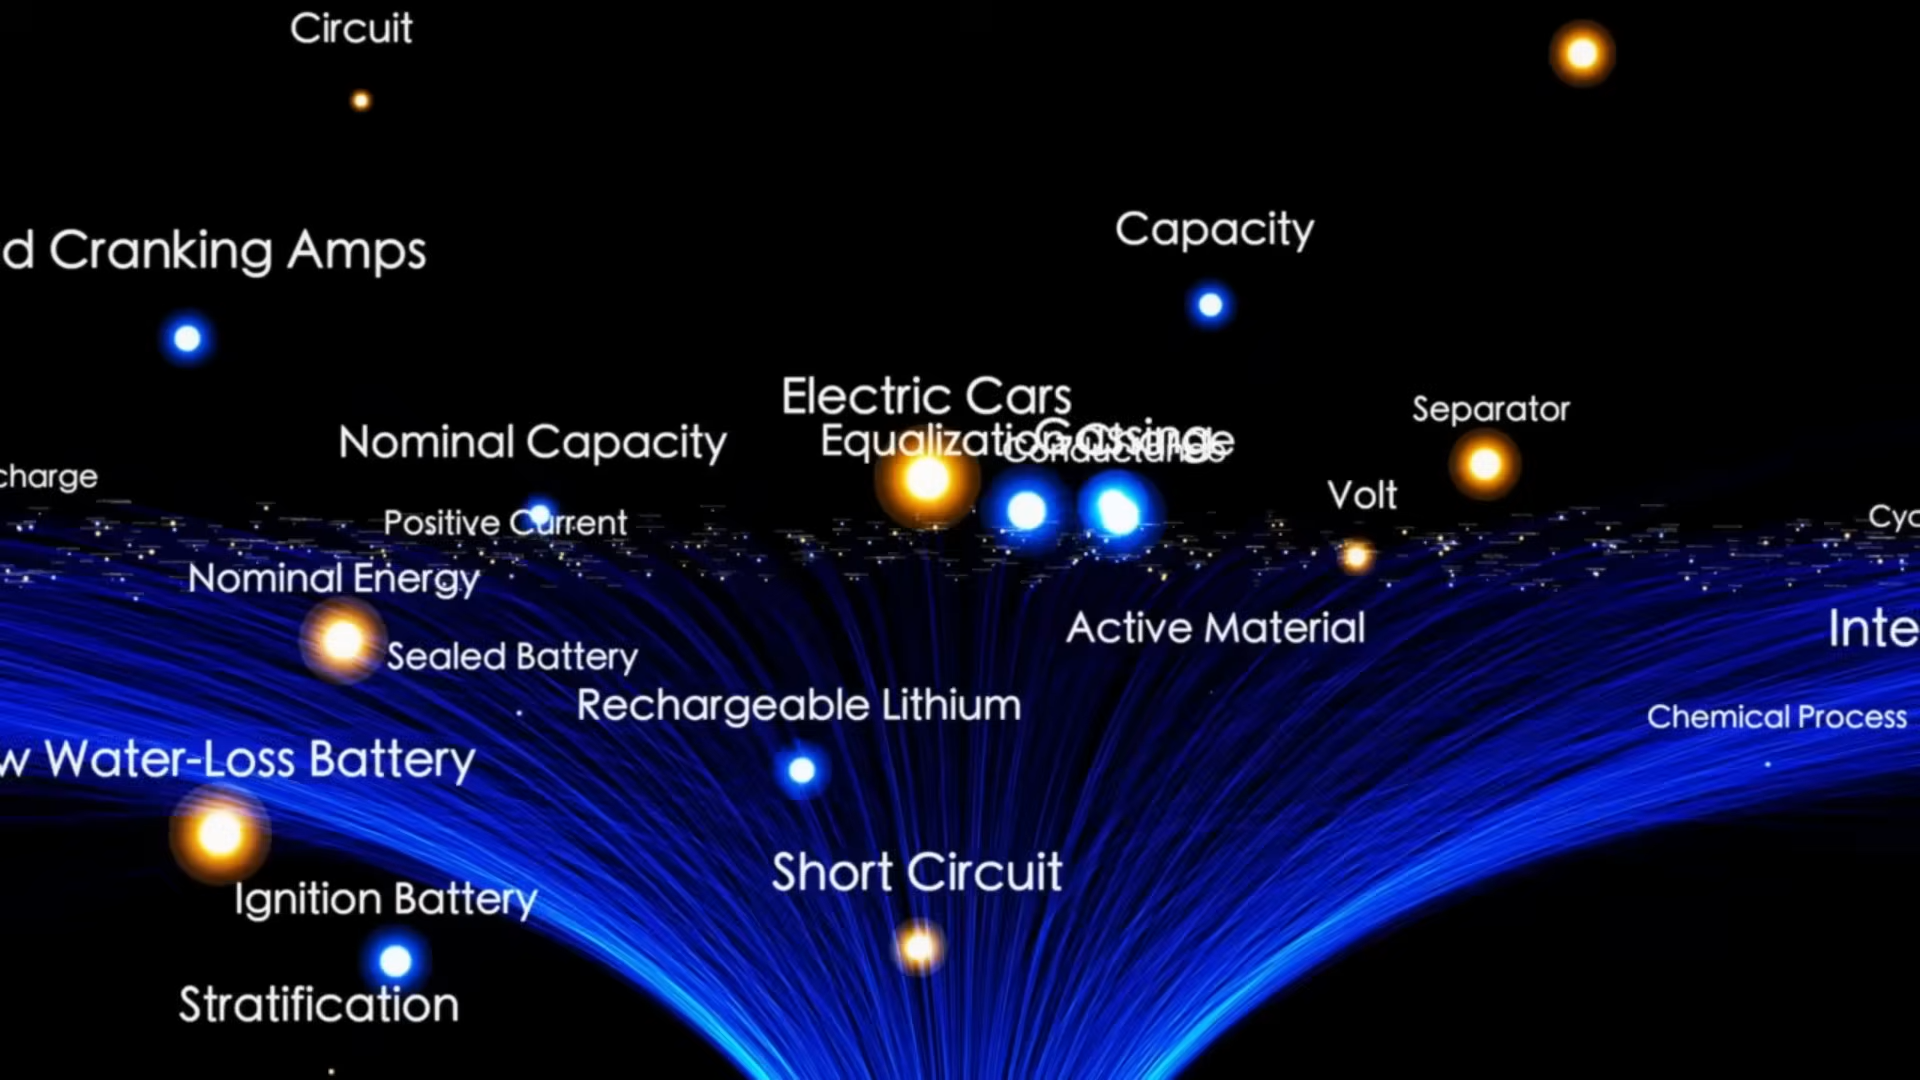 Circuit
Capacity
d Cranking Amps
Electric Cars
Separator
Nominal Capacity
charge
Volt
Positive Current
Cyc
Nominal Energy
Active Material
Inte
Sealed Battery
Rechargeable Lithium
Chemical Process
w Water-Loss Battery
Short Circuit
Ignition Battery
Stratification